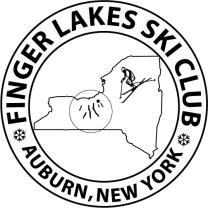 FINGER LAKES SKI CLUB
AUBURN, NEW YORK